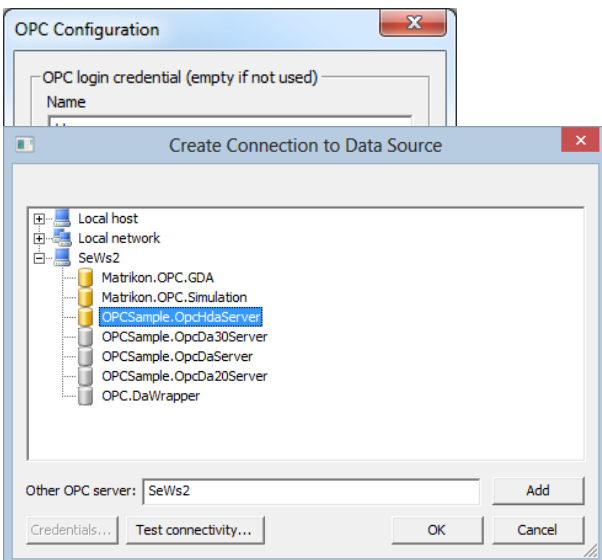 OPC Configuration
OPC login credential (empty if not used)
Name
Create Connection to Data Source
Local host
Local network
SeWs2
Matrikon.OPC.GDA
Matrikon.OPC.Simulation
OPCSample.OpcHdaServer
OPCSample.OpcDa30Server
OPCSample.OpcDaServer
OPCSample.OpcDa20Server
OPC.DaWrapper
Other OPC server: SeWs2 Add
Credentials... Test connectivity... OK Cancel